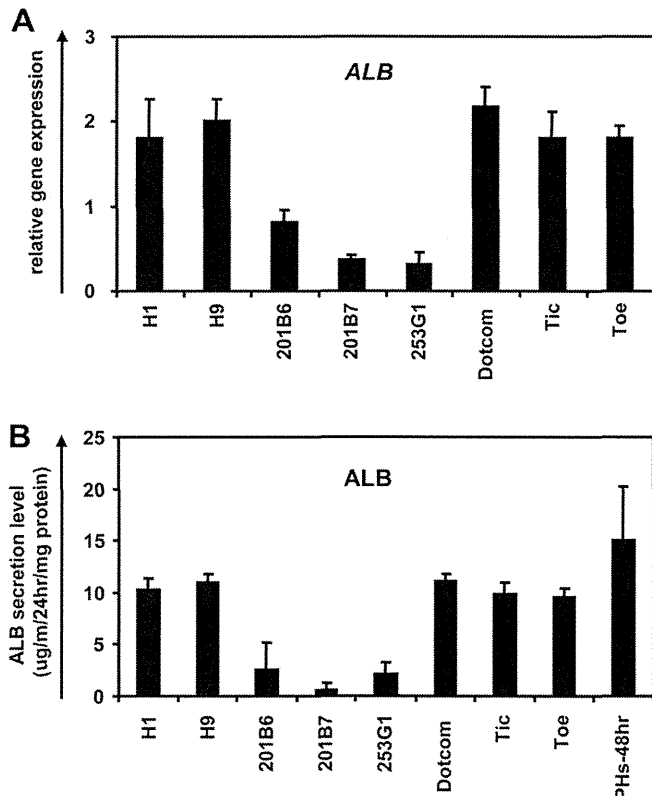 A
relative gene expression
3
2
1
0
ALB
H1
H9
201B6
201B7
253G1
Dotcom
Tic
Toe
B
ALB secretion level
(ug/m/24hr/mg protein)
25
20
15
10
5
0
ALB
H1
H9
201B6
201B7
253G1
Dotcom
Tic
Toe
PHs-48hr